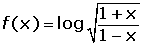 f(x) = log√((1+x)/(1−x))